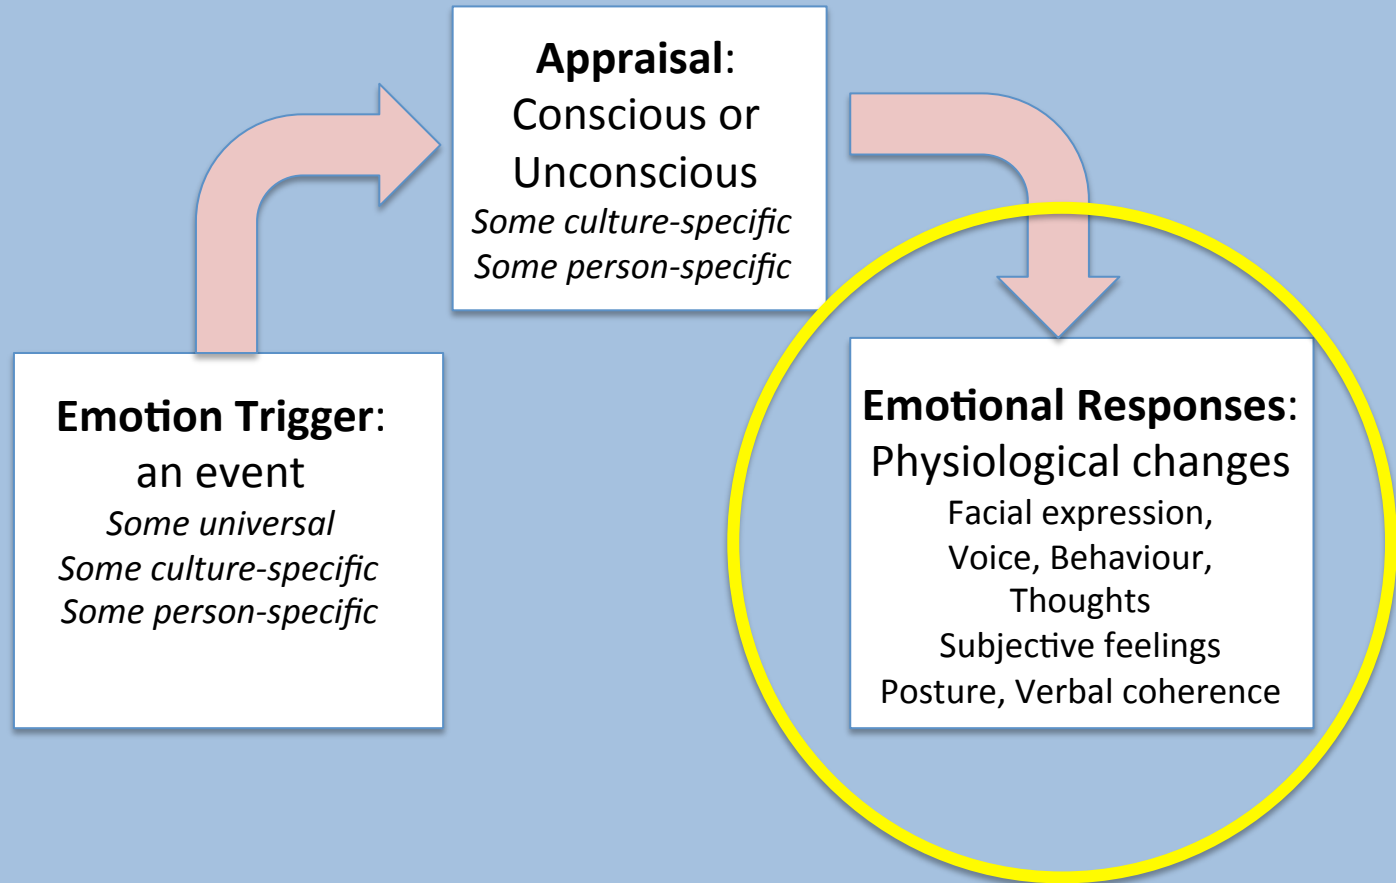 Appraisal:
Conscious or
Unconscious
Some culture-specific
Some person-specific
Emotion Trigger:
an event
Some universal
Some culture-specific
Some person-specific
Emotional Responses:
Physiological changes
Facial expression,
Voice, Behaviour,
Thoughts
Subjective feelings
Posture, Verbal coherence